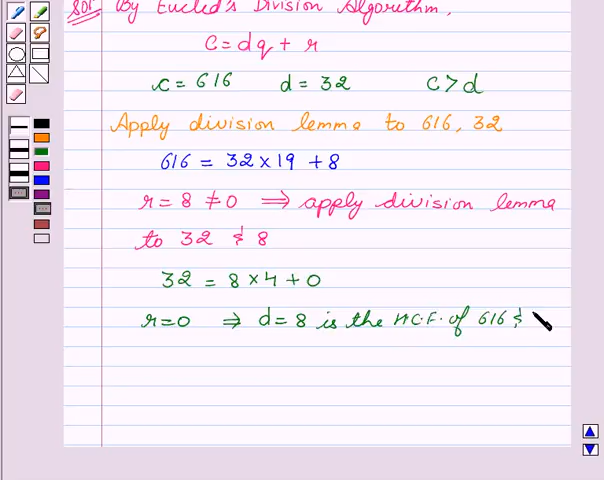 Sol By Euclid's Division Algorithm,
c = dq + r
c = 616 d = 32 c > d
Apply division lemma to 616, 32
616 = 32 × 19 + 8
r = 8 ≠ 0 ⇒ apply division lemma
to 32 & 8
32 = 8 × 4 + 0
r = 0 ⇒ d = 8 is the H.C.F. of 616 &